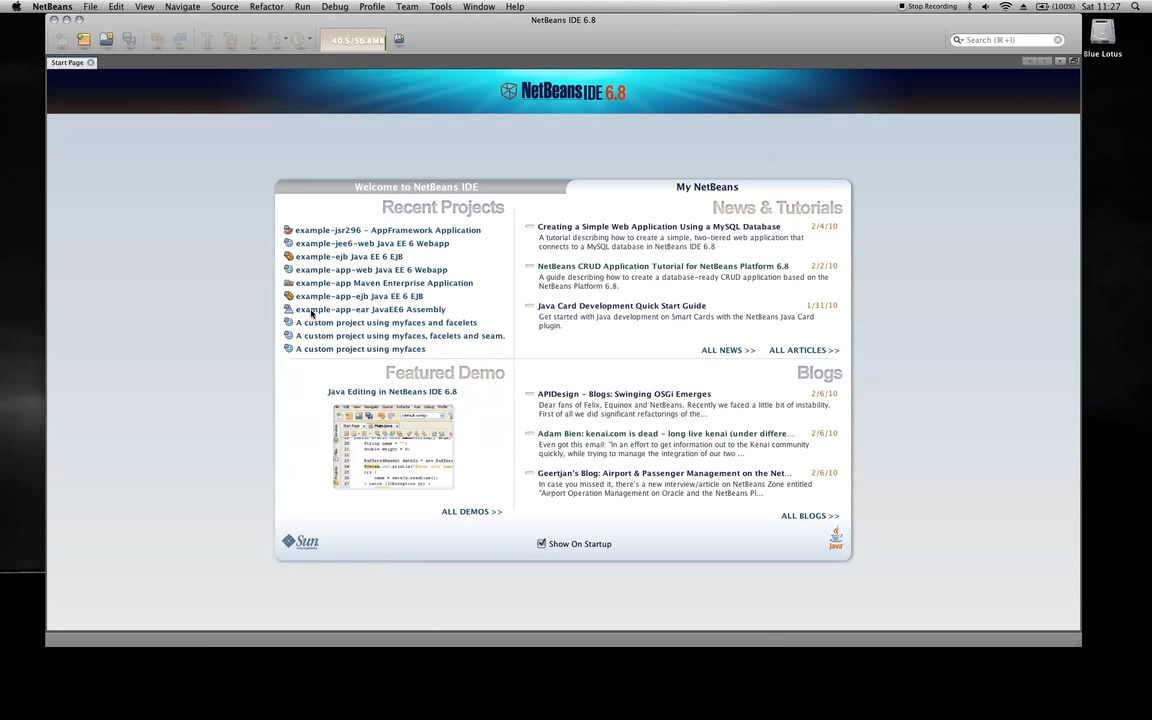 NetBeans File Edit View Navigate Source Refactor Run Debug Profile Team Tools Window Help Stop Recording (100%) Sat 11:27
NetBeans IDE 6.8
40.5/56.8MB
Search (⌘+I)
Blue Lotus
Start Page
NetBeans IDE 6.8
Welcome to NetBeans IDE
My NetBeans
Recent Projects
example-jsr296 - AppFramework Application
example-jee6-web Java EE 6 Webapp
example-ejb Java EE 6 EJB
example-app-web Java EE 6 Webapp
example-app Maven Enterprise Application
example-app-ejb Java EE 6 EJB
example-app-ear JavaEE6 Assembly
A custom project using myfaces and facelets
A custom project using myfaces, facelets and seam.
A custom project using myfaces
News & Tutorials
Creating a Simple Web Application Using a MySQL Database 2/4/10
A tutorial describing how to create a simple, two-tiered web application that
connects to a MySQL database in NetBeans IDE 6.8
NetBeans CRUD Application Tutorial for NetBeans Platform 6.8 2/2/10
A guide describing how to create a database-ready CRUD application based on the
NetBeans Platform 6.8.
Java Card Development Quick Start Guide 1/31/10
Get started with Java development on Smart Cards with the NetBeans Java Card
plugin.
ALL NEWS >> ALL ARTICLES >>
Featured Demo
Java Editing in NetBeans IDE 6.8
ALL DEMOS >>
Blogs
APIDesign - Blogs: Swinging OSGi Emerges 2/6/10
Dear fans of Felix, Equinox and NetBeans. Recently we faced a little bit of instability.
First of all we did significant refactorings of the...
Adam Bien: kenai.com is dead - long live kenai (under differe... 2/6/10
Even got this email: "In an effort to get information out to the Kenai community
quickly, while trying to manage the integration of our two ...
Geertjan's Blog: Airport & Passenger Management on the Net... 2/6/10
In case you missed it, there's a new interview/article on NetBeans Zone entitled
"Airport Operation Management on Oracle and the NetBeans Pl...
ALL BLOGS >>
Sun
Show On Startup
Java